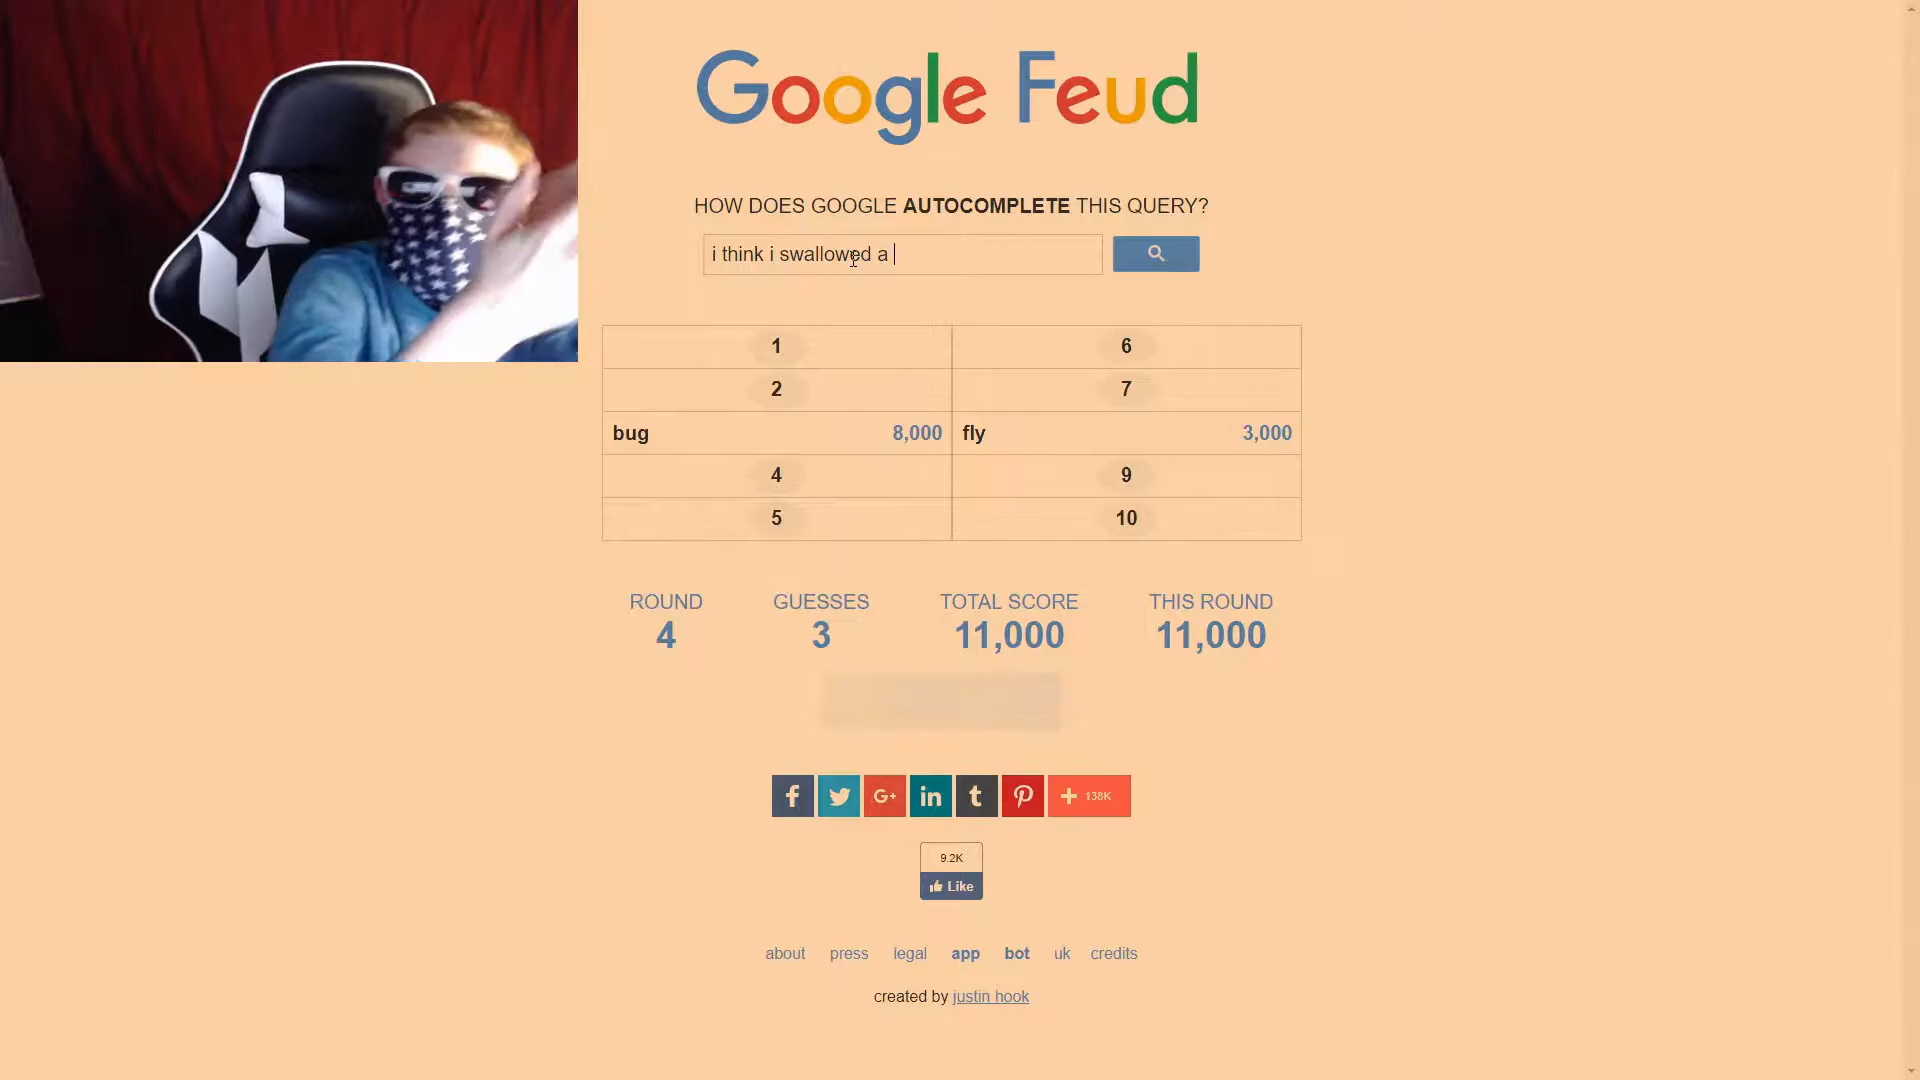 Google Feud
HOW DOES GOOGLE AUTOCOMPLETE THIS QUERY?
i think i swallowed a
1
6
2
7
bug 8,000
fly 3,000
4
9
5
10
ROUND GUESSES TOTAL SCORE THIS ROUND
4 3 11,000 11,000
f G+ in t + 138K
9.2K
Like
about press legal app bot uk credits
created by justin hook